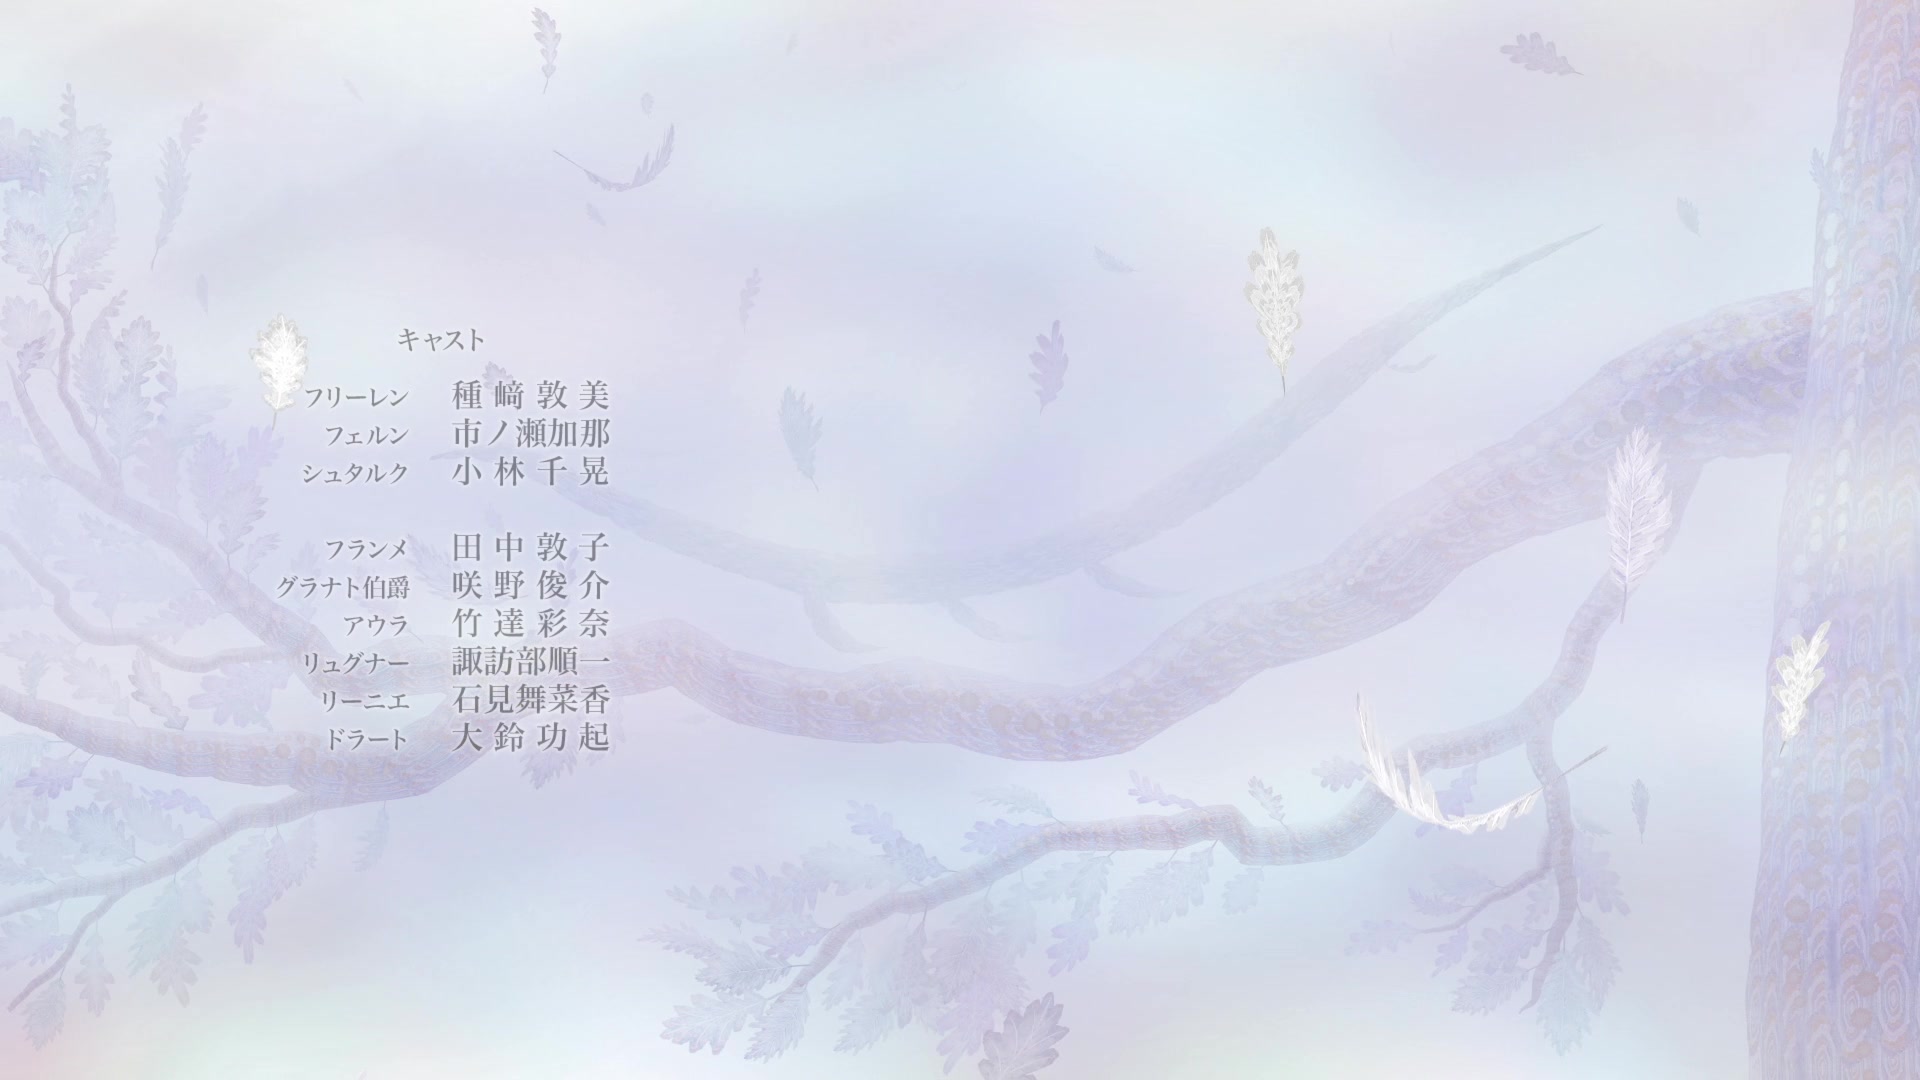 キャスト
フリーレン 種﨑敦美
フェルン 市ノ瀬加那
シュタルク 小林千晃
フランメ 田中敦子
グラナト伯爵 咲野俊介
アウラ 竹達彩奈
リュグナー 諏訪部順一
リーニエ 石見舞菜香
ドラート 大鈴功起